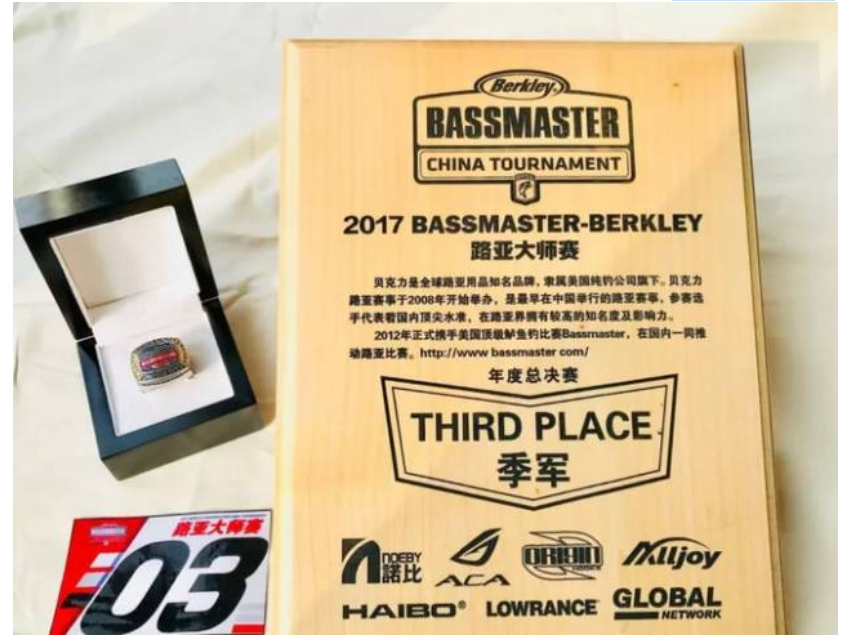 Berkley
BASSMASTER
CHINA TOURNAMENT
2017 BASSMASTER-BERKLEY
路亚大师赛
贝克力是全球路亚用品知名品牌，隶属美国纯钓公司旗下。贝克力
路亚赛事于2008年开始举办，是最早在中国举行的路亚赛事，参赛选
手代表着国内顶尖水准，在路亚界拥有较高的知名度及影响力。
2012年正式携手美国顶级鲈鱼钓比赛Bassmaster，在国内一同推
动路亚比赛。http://www bassmaster com/
年度总决赛
THIRD PLACE
季军
NOEBY
諾比
ACA
ORIGIN
Alljoy
HAIBO®
LOWRANCE
GLOBAL
NETWORK
BASSMASTER
路亚大师赛
03